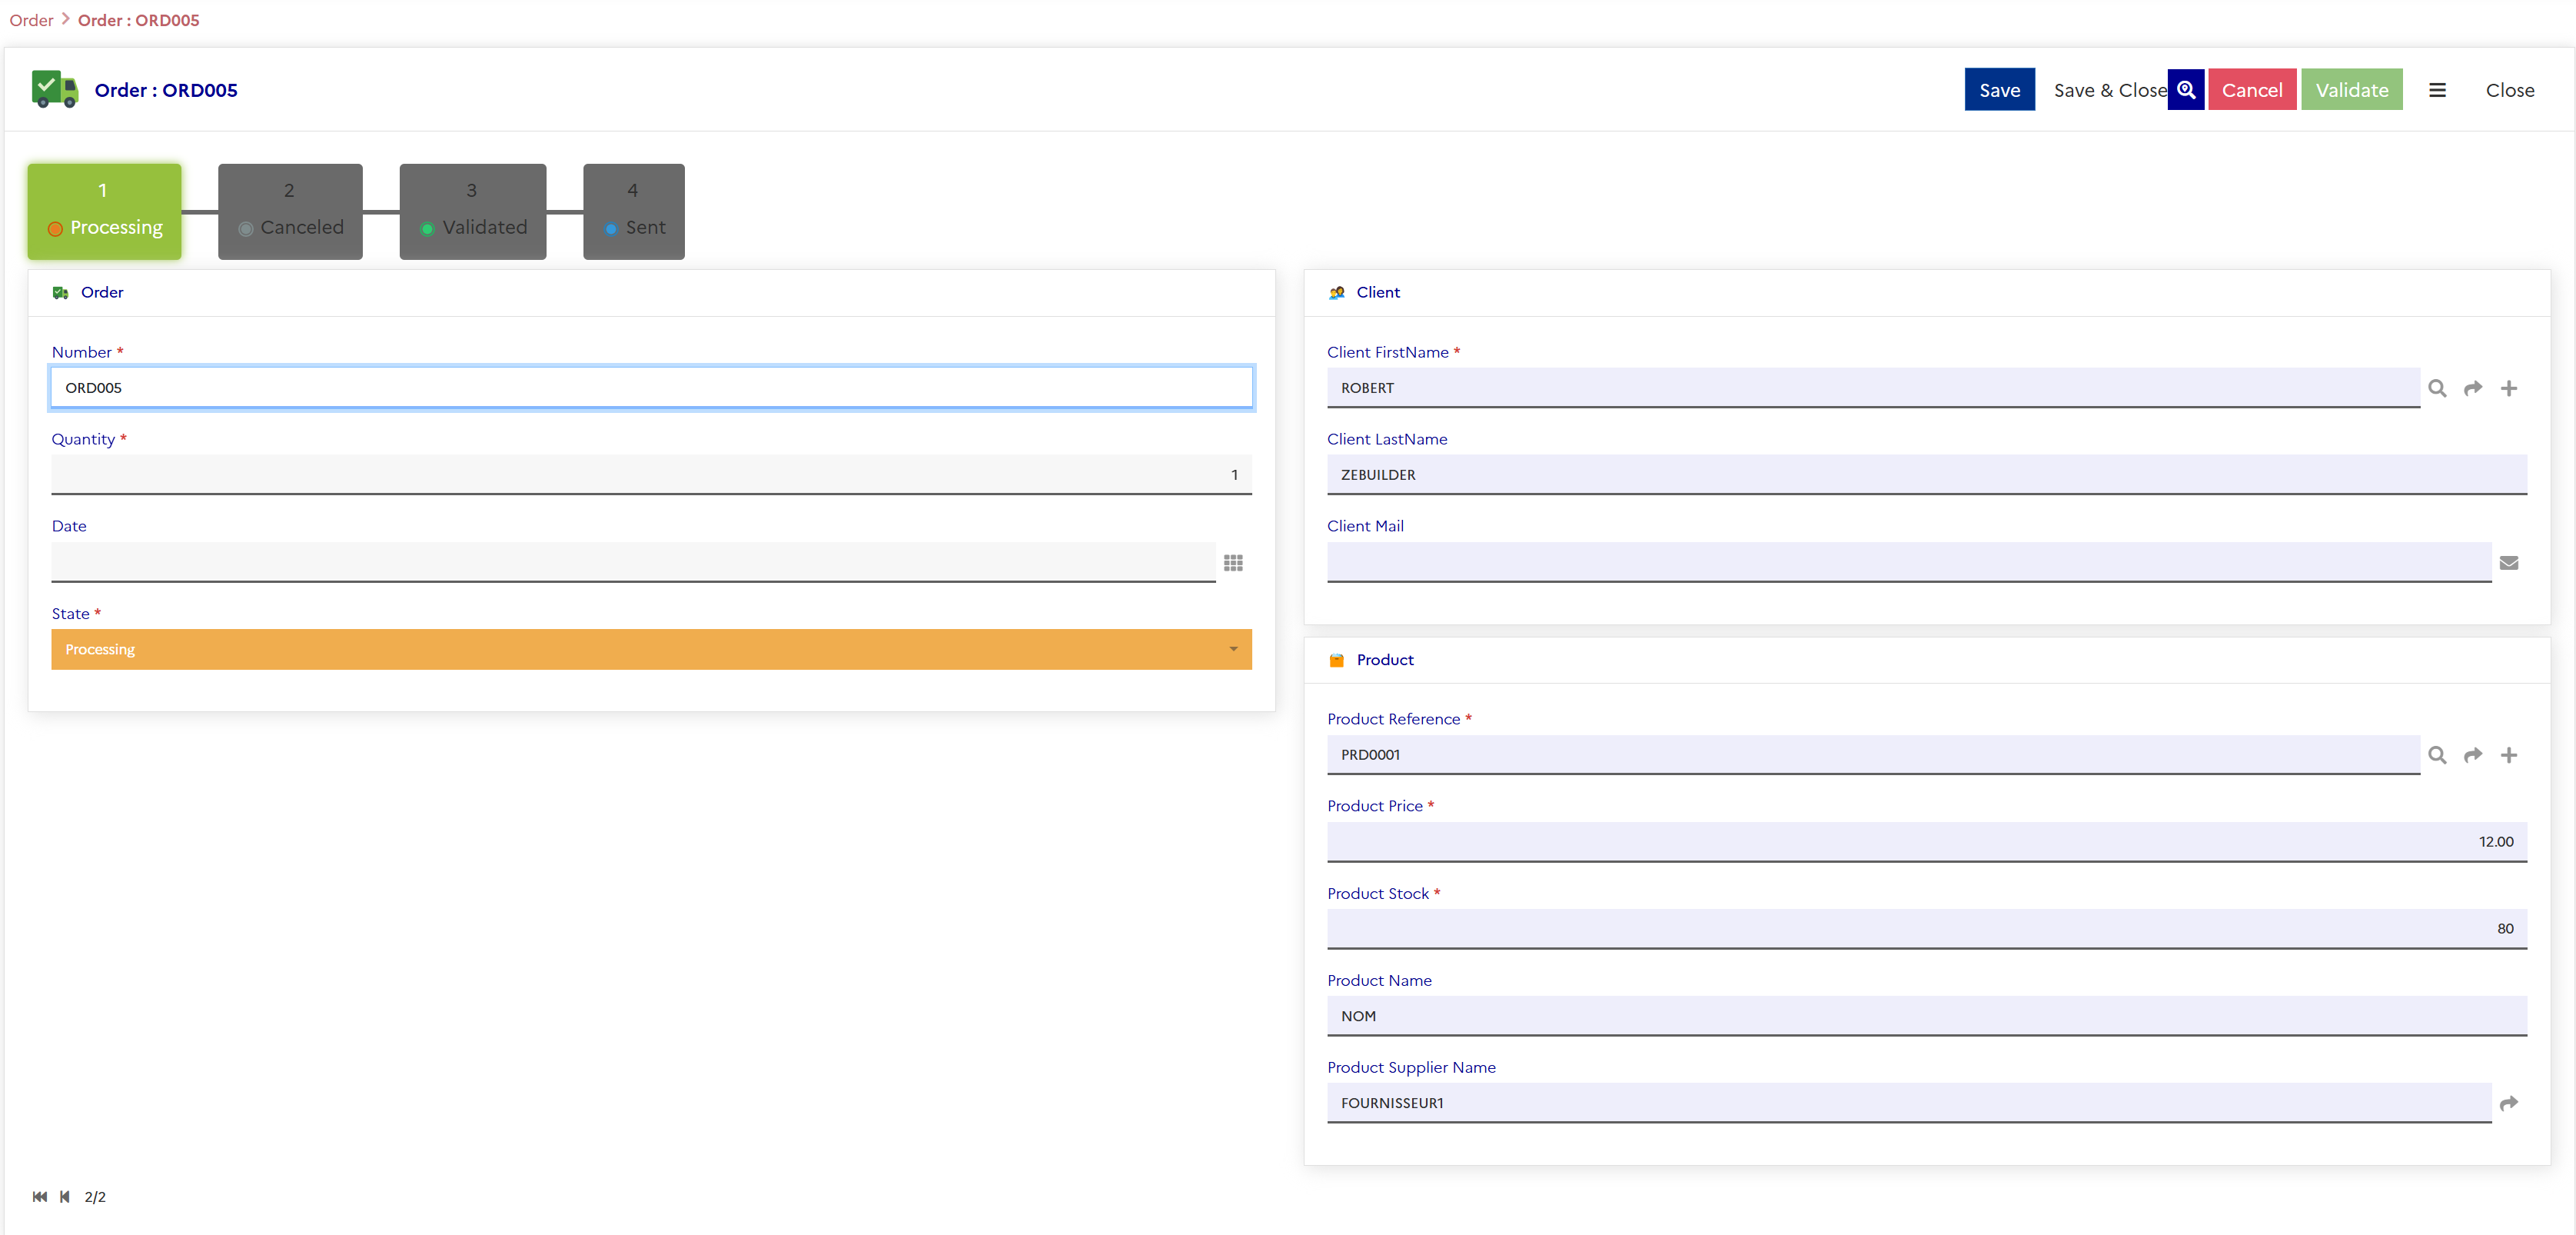 Order > Order : ORD005
Order : ORD005
Save Save & Close Cancel Validate Close
1 2 3 4
Processing Canceled Validated Sent
Order
Number *
ORD005
Quantity *
1
Date
State *
Processing
Client
Client FirstName *
ROBERT
Client LastName
ZEBUILDER
Client Mail
Product
Product Reference *
PRD0001
Product Price *
12.00
Product Stock *
80
Product Name
NOM
Product Supplier Name
FOURNISSEUR1
2/2